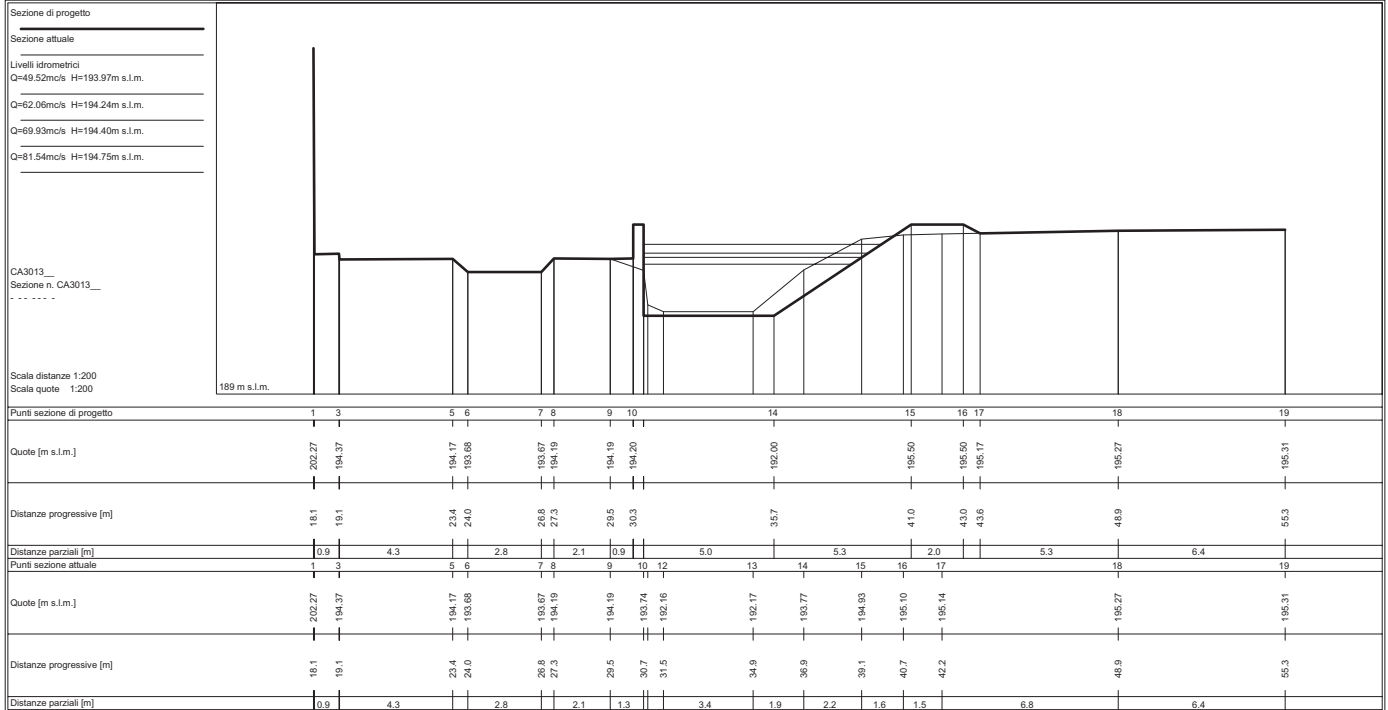 Sezione di progetto
Sezione attuale
Livelli idrometrici
Q=49.52mc/s H=193.97m s.l.m.
Q=62.06mc/s H=194.24m s.l.m.
Q=69.93mc/s H=194.40m s.l.m.
Q=81.54mc/s H=194.75m s.l.m.
CA3013__
Sezione n. CA3013__
- -- --- -
Scala distanze 1:200
Scala quote 1:200
189 m s.l.m.
Punti sezione di progetto 1 3 5 6 7 8 9 10 14 15 16 17 18 19
Quote [m s.l.m.] 202.27 194.37 194.17 193.68 193.67 194.19 194.19 194.20 192.00 195.50 195.50 195.17 195.27 195.31
Distanze progressive [m] 18.1 19.1 23.4 24.0 26.8 27.3 29.5 30.3 35.7 41.0 43.0 43.6 48.9 55.3
Distanze parziali [m] 0.9 4.3 2.8 2.1 0.9 5.0 5.3 2.0 5.3 6.4
Punti sezione attuale 1 3 5 6 7 8 9 10 12 13 14 15 16 17 18 19
Quote [m s.l.m.] 202.27 194.37 194.17 193.68 193.67 194.19 194.19 193.74 192.16 192.17 193.77 194.93 195.10 195.14 195.27 195.31
Distanze progressive [m] 18.1 19.1 23.4 24.0 26.8 27.3 29.5 30.7 31.5 34.9 36.9 39.1 40.7 42.2 48.9 55.3
Distanze parziali [m] 0.9 4.3 2.8 2.1 1.3 3.4 1.9 2.2 1.6 1.5 6.8 6.4